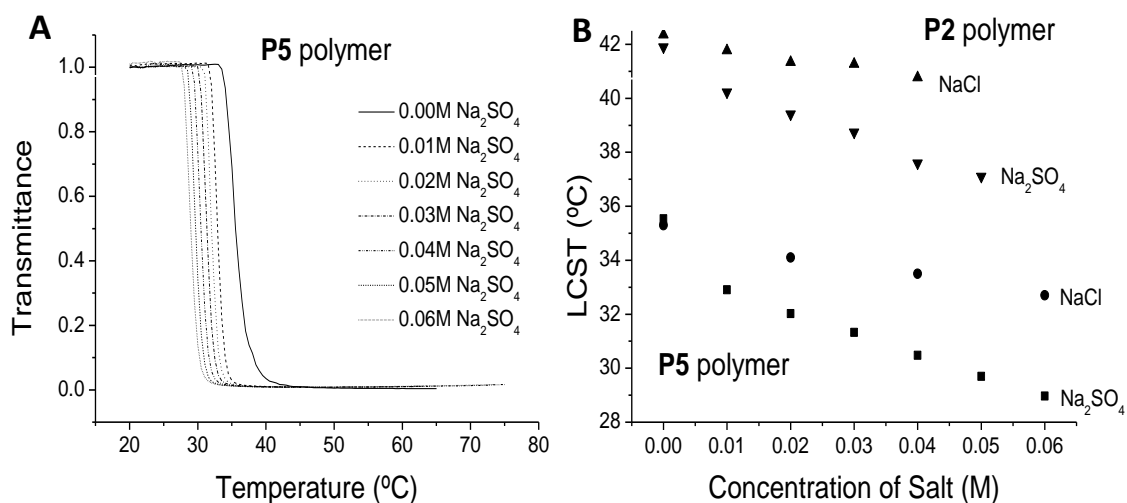 A
P5 polymer
1.0
0.8
0.6
0.4
0.2
0.0
Transmittance
0.00M Na₂SO₄
0.01M Na₂SO₄
0.02M Na₂SO₄
0.03M Na₂SO₄
0.04M Na₂SO₄
0.05M Na₂SO₄
0.06M Na₂SO₄
20 30 40 50 60 70 80
Temperature (ºC)
B
P2 polymer
42
40
38
36
35
32
30
28
LCST (ºC)
NaCl
Na₂SO₄
NaCl
P5 polymer
Na₂SO₄
0.00 0.01 0.02 0.03 0.04 0.05 0.06
Concentration of Salt (M)